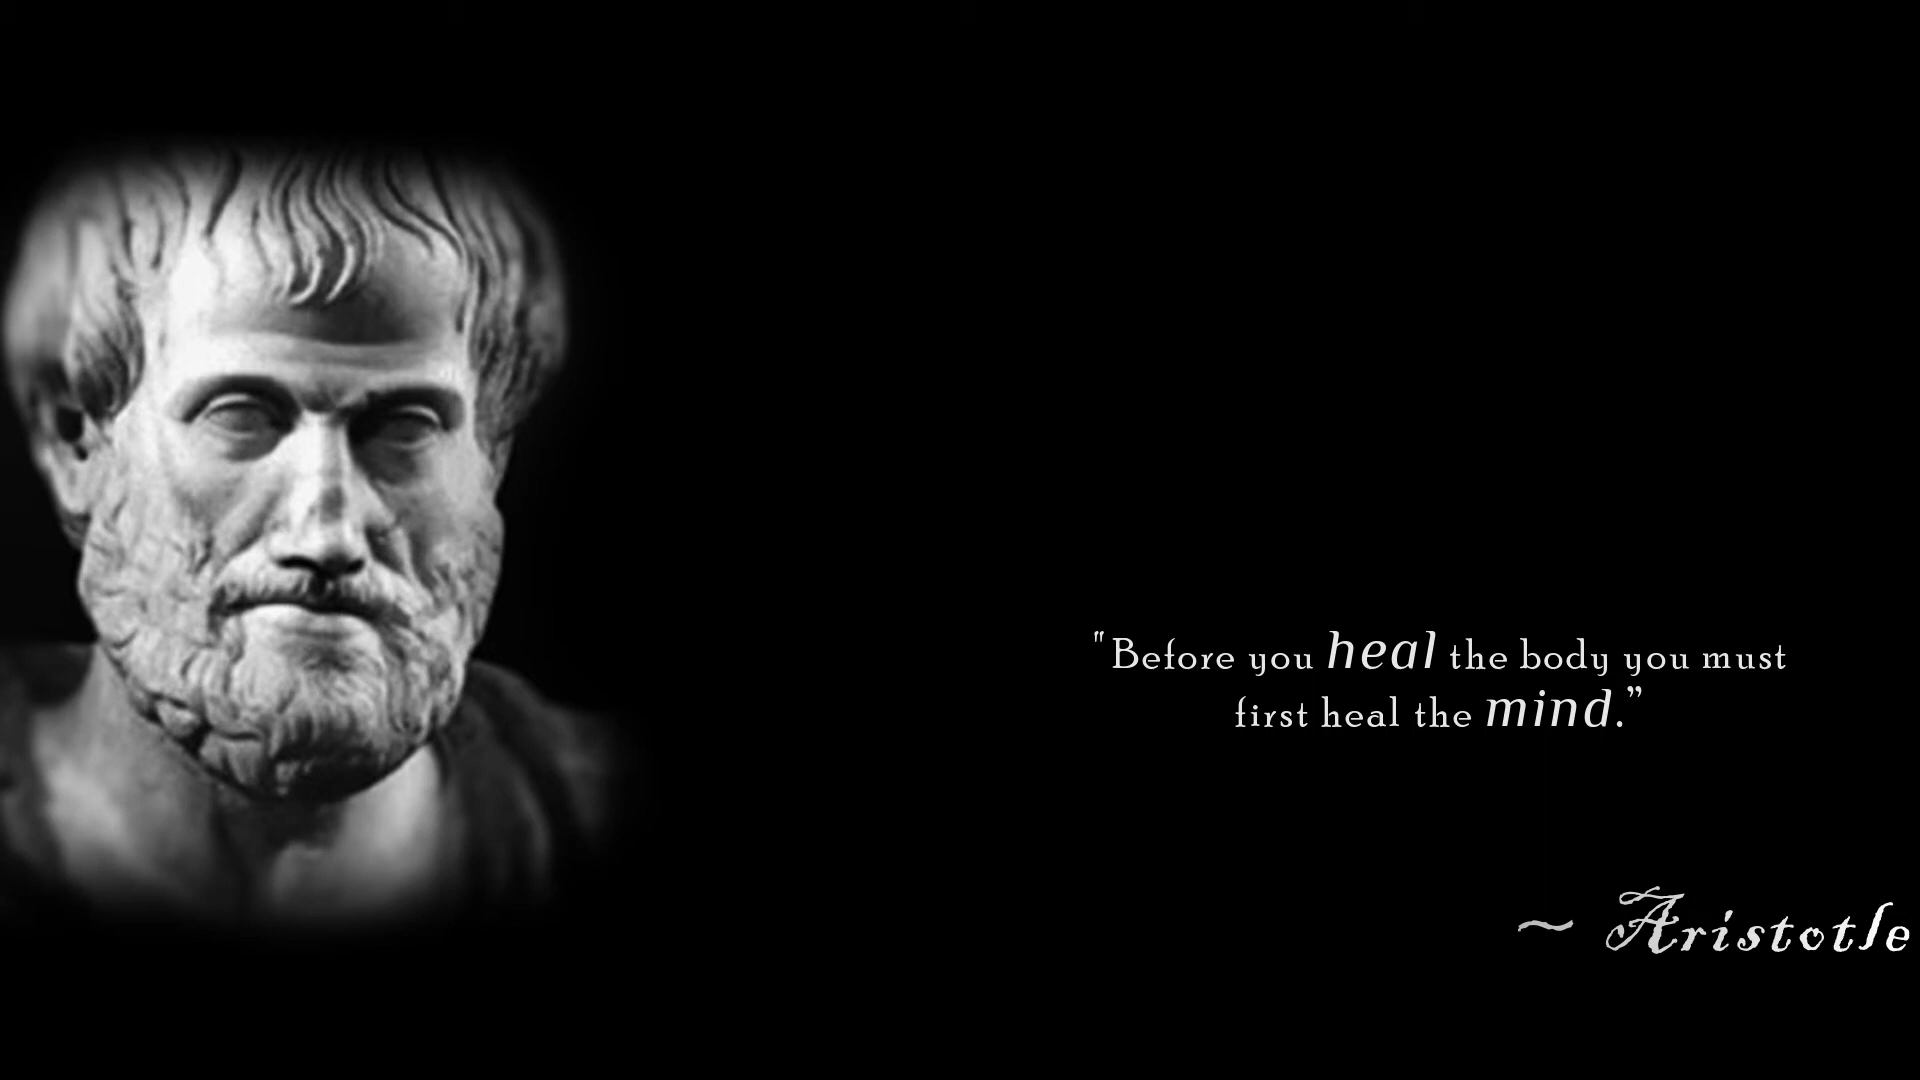 "Before you heal the body you must
first heal the mind.”
~ Aristotle